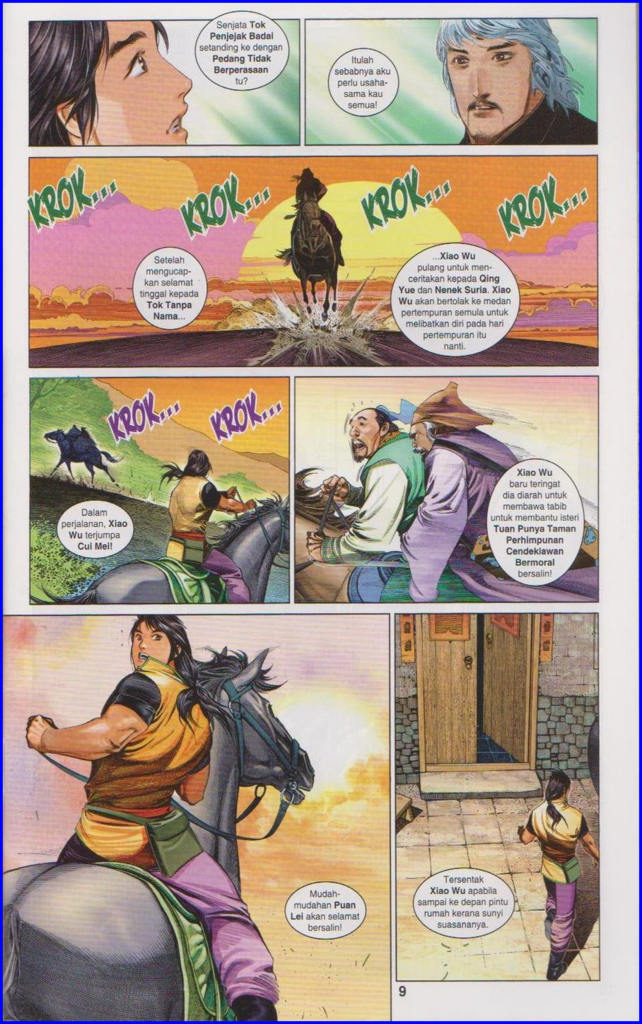 Senjata Tok
Penjejak Badai
setanding ke dengan
Pedang Tidak
Berperasaan
tu?
Itulah
sebabnya aku
perlu usaha-
sama kau
semua!
KROK...
KROK...
KROK...
KROK...
Setelah
mengucap-
kan selamat
tinggal kepada
Tok Tanpa
Nama...
...Xiao Wu
pulang untuk men-
ceritakan kepada Qing
Yue dan Nenek Suria. Xiao
Wu akan bertolak ke medan
pertempuran semula untuk
melibatkan diri pada hari
pertempuran itu
nanti.
KROK...
KROK...
Dalam
perjalanan, Xiao
Wu terjumpa
Cui Mei!
Xiao Wu
baru teringat
dia diarah untuk
membawa tabib
untuk membantu isteri
Tuan Punya Taman
Perhimpunan
Cendekiawan
Bermoral
bersalin!
Mudah-
mudahan Puan
Lei akan selamat
bersalin!
Tersentak
Xiao Wu apabila
sampai ke depan pintu
rumah kerana sunyi
suasananya.
9